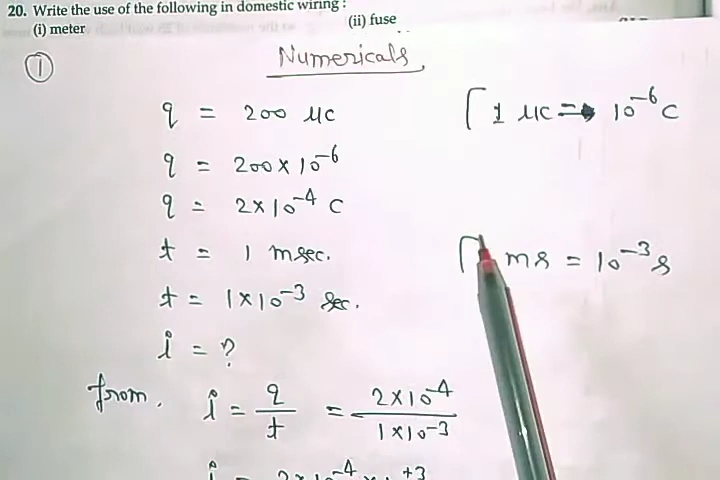 20. Write the use of the following in domestic wiring :
(i) meter (ii) fuse
① Numericals
q = 200 μc [1 μc ⇒ 10⁻⁶ C
q = 200 × 10⁻⁶
q = 2×10⁻⁴ C
t = 1 msec. [ ms = 10⁻³ s
t = 1×10⁻³ sec.
i = ?
from. i = q/t = 2×10⁻⁴/1×10⁻³